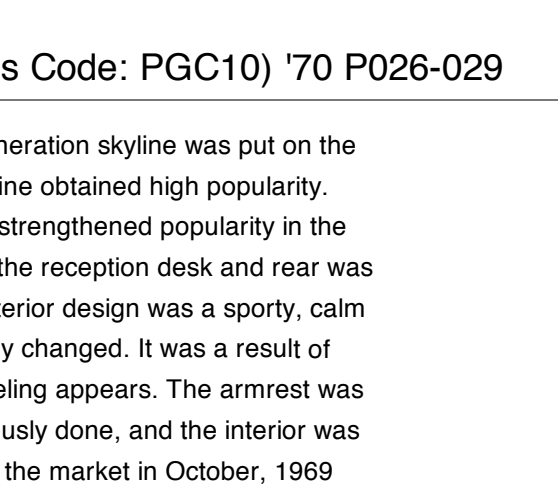 s Code: PGC10) '70 P026-029
neration skyline was put on the
ine obtained high popularity.
strengthened popularity in the
the reception desk and rear was
terior design was a sporty, calm
y changed. It was a result of
eling appears. The armrest was
usly done, and the interior was
the market in October, 1969